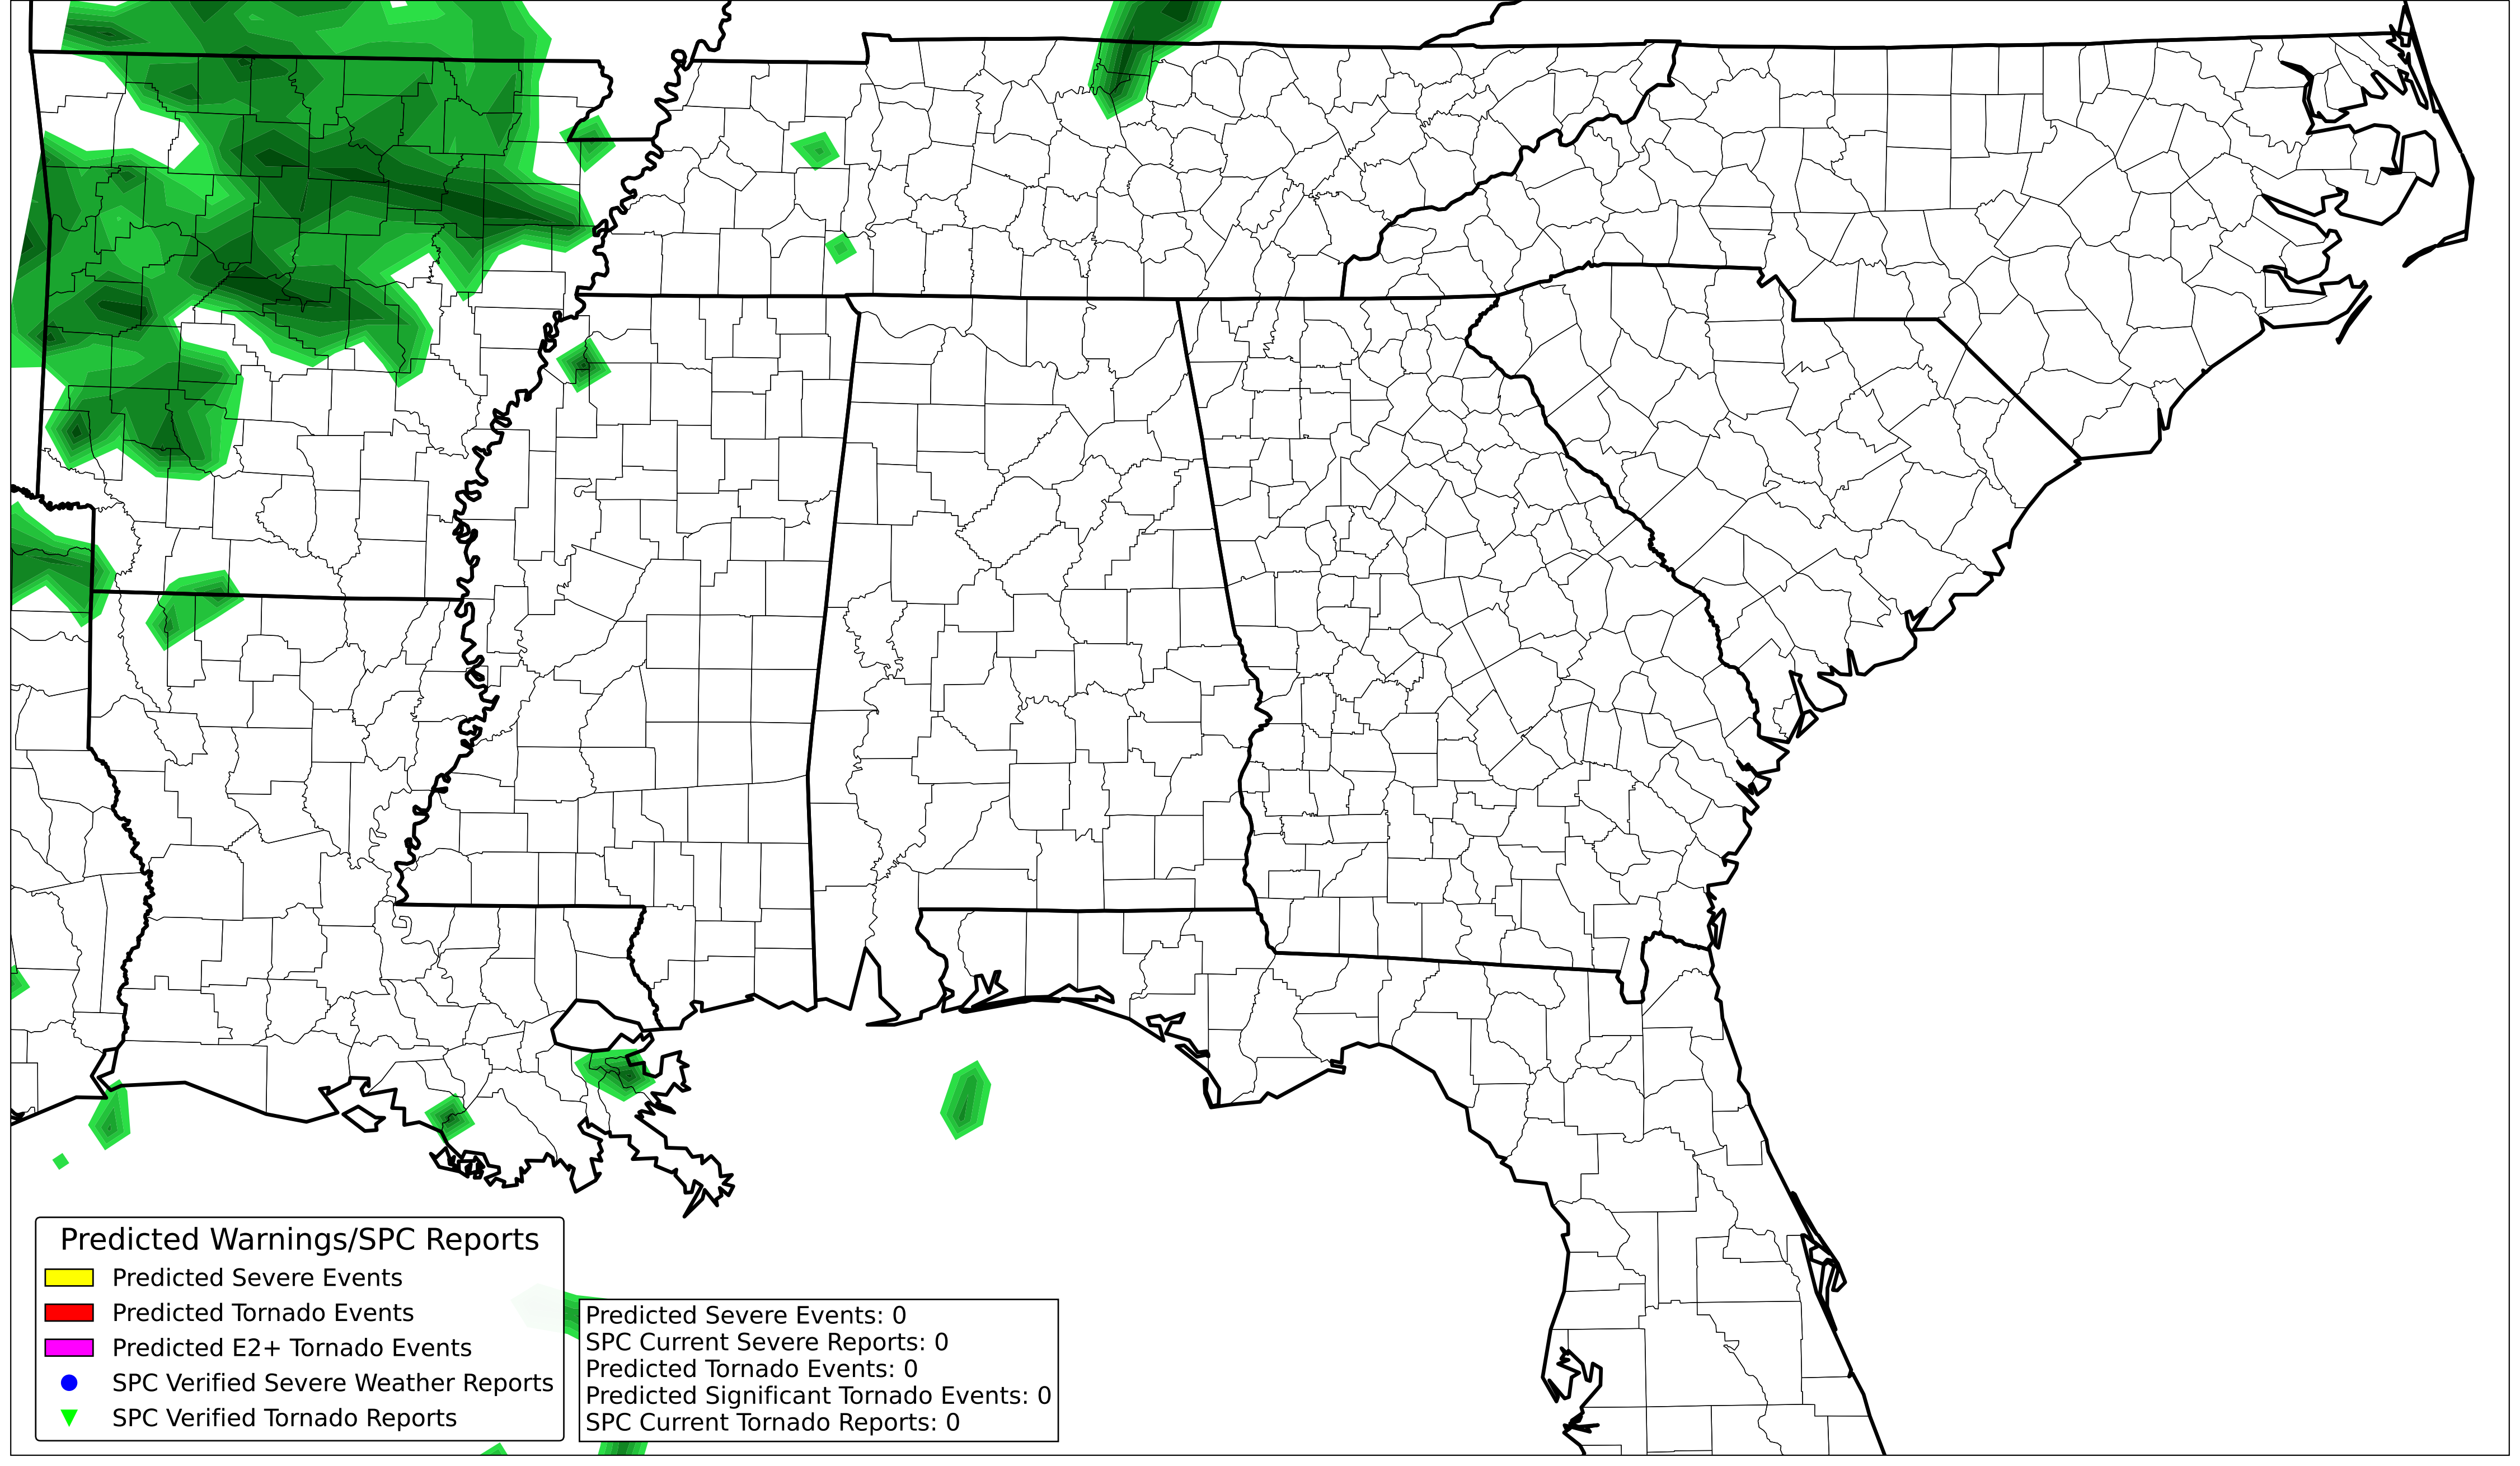 Predicted Warnings/SPC Reports
Predicted Severe Events
Predicted Tornado Events
Predicted E2+ Tornado Events
SPC Verified Severe Weather Reports
SPC Verified Tornado Reports
Predicted Severe Events: 0
SPC Current Severe Reports: 0
Predicted Tornado Events: 0
Predicted Significant Tornado Events: 0
SPC Current Tornado Reports: 0